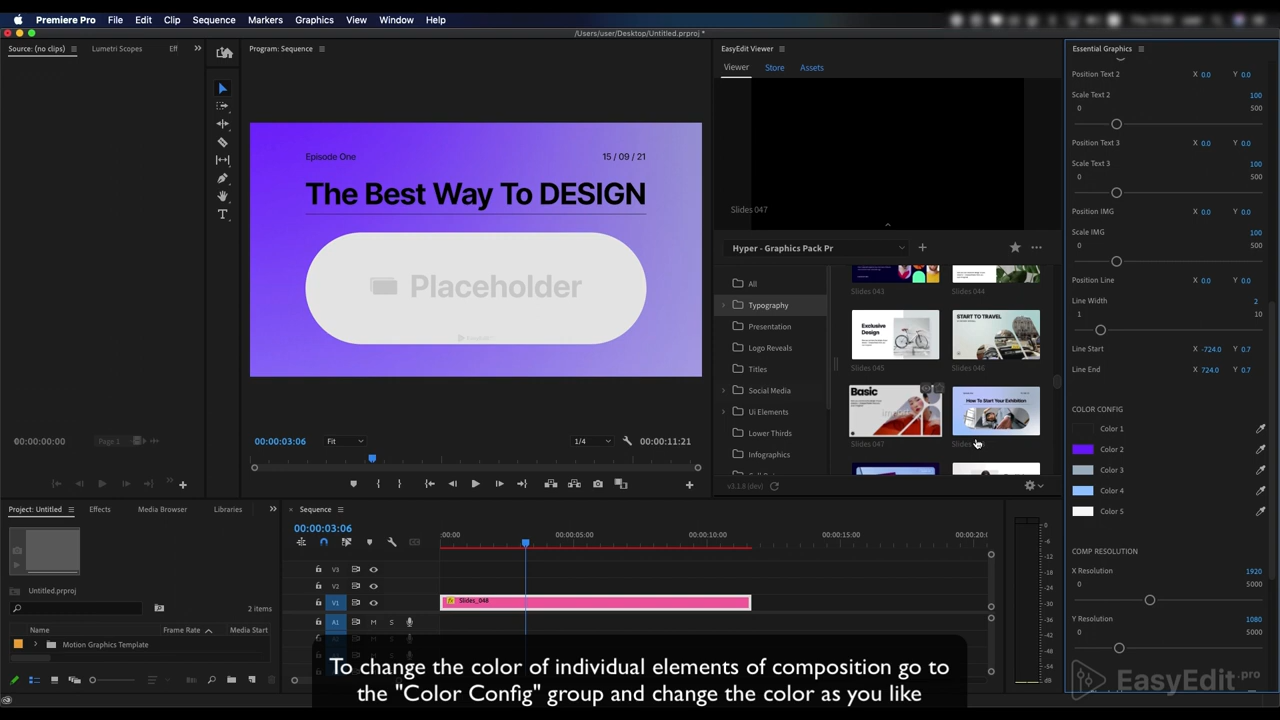 Premiere Pro File Edit Clip Sequence Markers Graphics View Window Help
/Users/user/Desktop/Untitled.prproj *
Source: (no clips) Lumetri Scopes Eff
Program: Sequence
EasyEdit Viewer
Essential Graphics
Viewer Store Assets
Episode One 15 / 09 / 21
The Best Way To DESIGN
Placeholder
Slides 047
Hyper - Graphics Pack Pr
All
Typography
Presentation
Logo Reveals
Titles
Social Media
Ui Elements
Lower Thirds
Infographics
Slides 043 Slides 044
Exclusive
Design
START TO TRAVEL
Slides 045 Slides 046
Basic
How To Start Your Exhibition
Slides 047
v3.1.8 (dev)
Position Text 2 X 0.0 Y 0.0
Scale Text 2 100
0 500
Position Text 3 X 0.0 Y 0.0
Scale Text 3 100
0 500
Position IMG X 0.0 Y 0.0
Scale IMG 100
0 500
Position Line X 0.0 Y 0.0
Line Width 2
1 10
Line Start X -724.0 Y 0.7
Line End X 724.0 Y 0.7
COLOR CONFIG
Color 1
Color 2
Color 3
Color 4
Color 5
COMP RESOLUTION
X Resolution 1920
0 5000
Y Resolution 1080
0 5000
00:00:00:00 Page 1
00:00:03:06 Fit 1/4 00:00:11:21
Project: Untitled Effects Media Browser Libraries
Untitled.prproj
2 items
Name Frame Rate Media Start
Motion Graphics Template
Sequence
00:00:03:06
:00:00 00:00:05:00 00:00:10:00 00:00:15:00 00:00:20:0
V3
V2
V1
Slides_048
A1 M S
0
-6
-12
-18
-24
-30
-36
-42
-48
-54
dB
To change the color of individual elements of composition go to
the "Color Config" group and change the color as you like
EasyEdit.pro